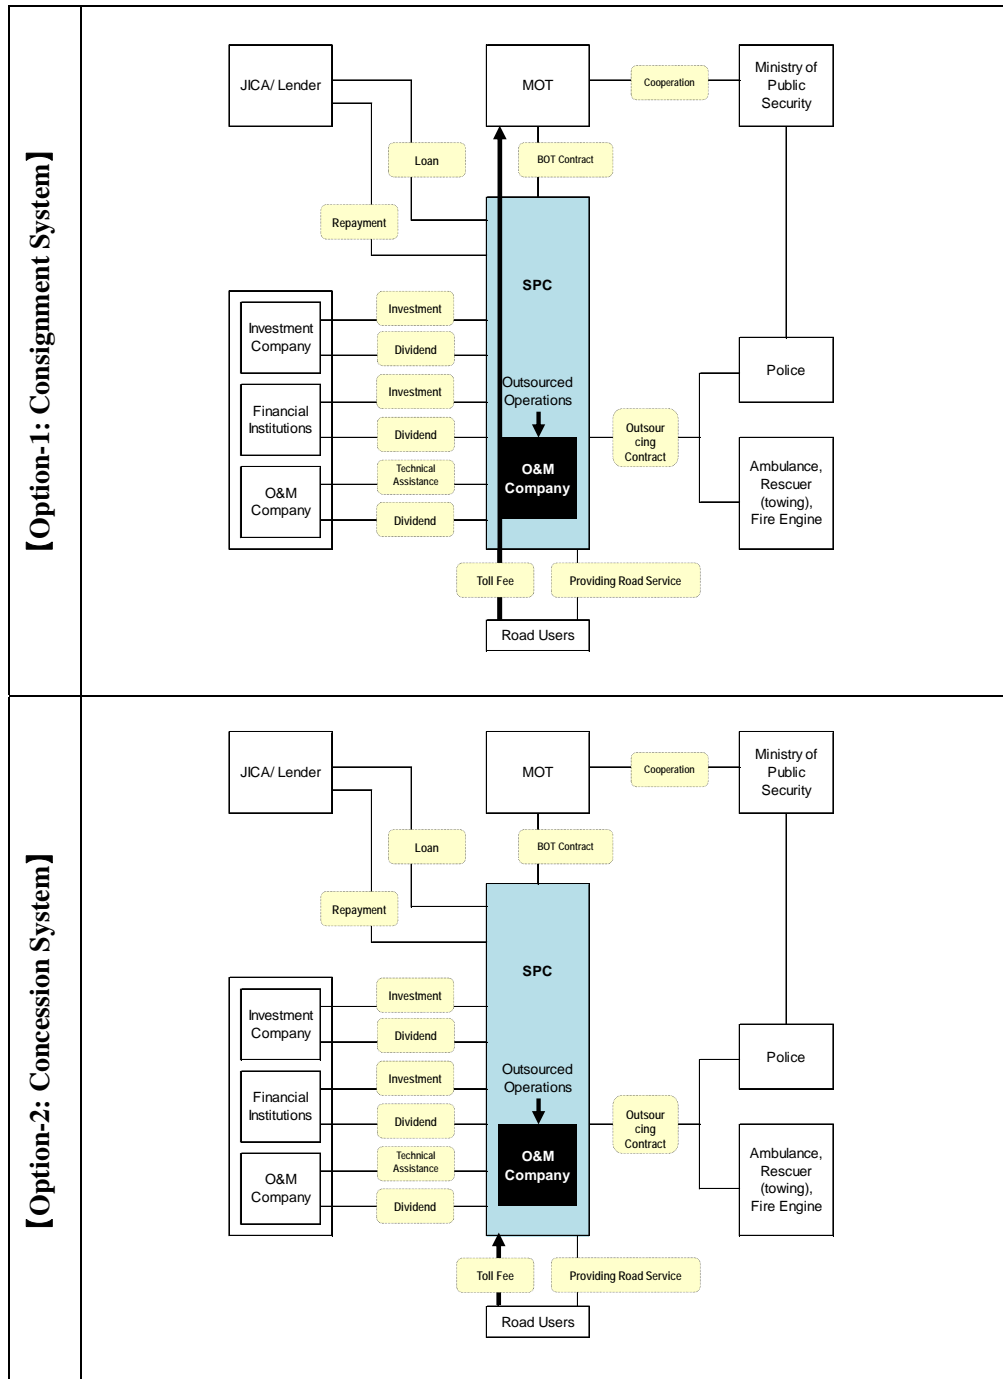 【Option-1: Consignment System】
JICA/ Lender
MOT
Cooperation
Ministry of
Public
Security
Loan
BOT Contract
Repayment
SPC
Investment
Company
Investment
Dividend
Financial
Institutions
Investment
Dividend
O&M
Company
Technical
Assistance
Dividend
Outsourced
Operations
O&M
Company
Outsour
cing
Contract
Police
Ambulance,
Rescuer
(towing),
Fire Engine
Toll Fee
Providing Road Service
Road Users
【Option-2: Concession System】
JICA/ Lender
MOT
Cooperation
Ministry of
Public
Security
Loan
BOT Contract
Repayment
SPC
Investment
Company
Investment
Dividend
Financial
Institutions
Investment
Dividend
O&M
Company
Technical
Assistance
Dividend
Outsourced
Operations
O&M
Company
Outsour
cing
Contract
Police
Ambulance,
Rescuer
(towing),
Fire Engine
Toll Fee
Providing Road Service
Road Users